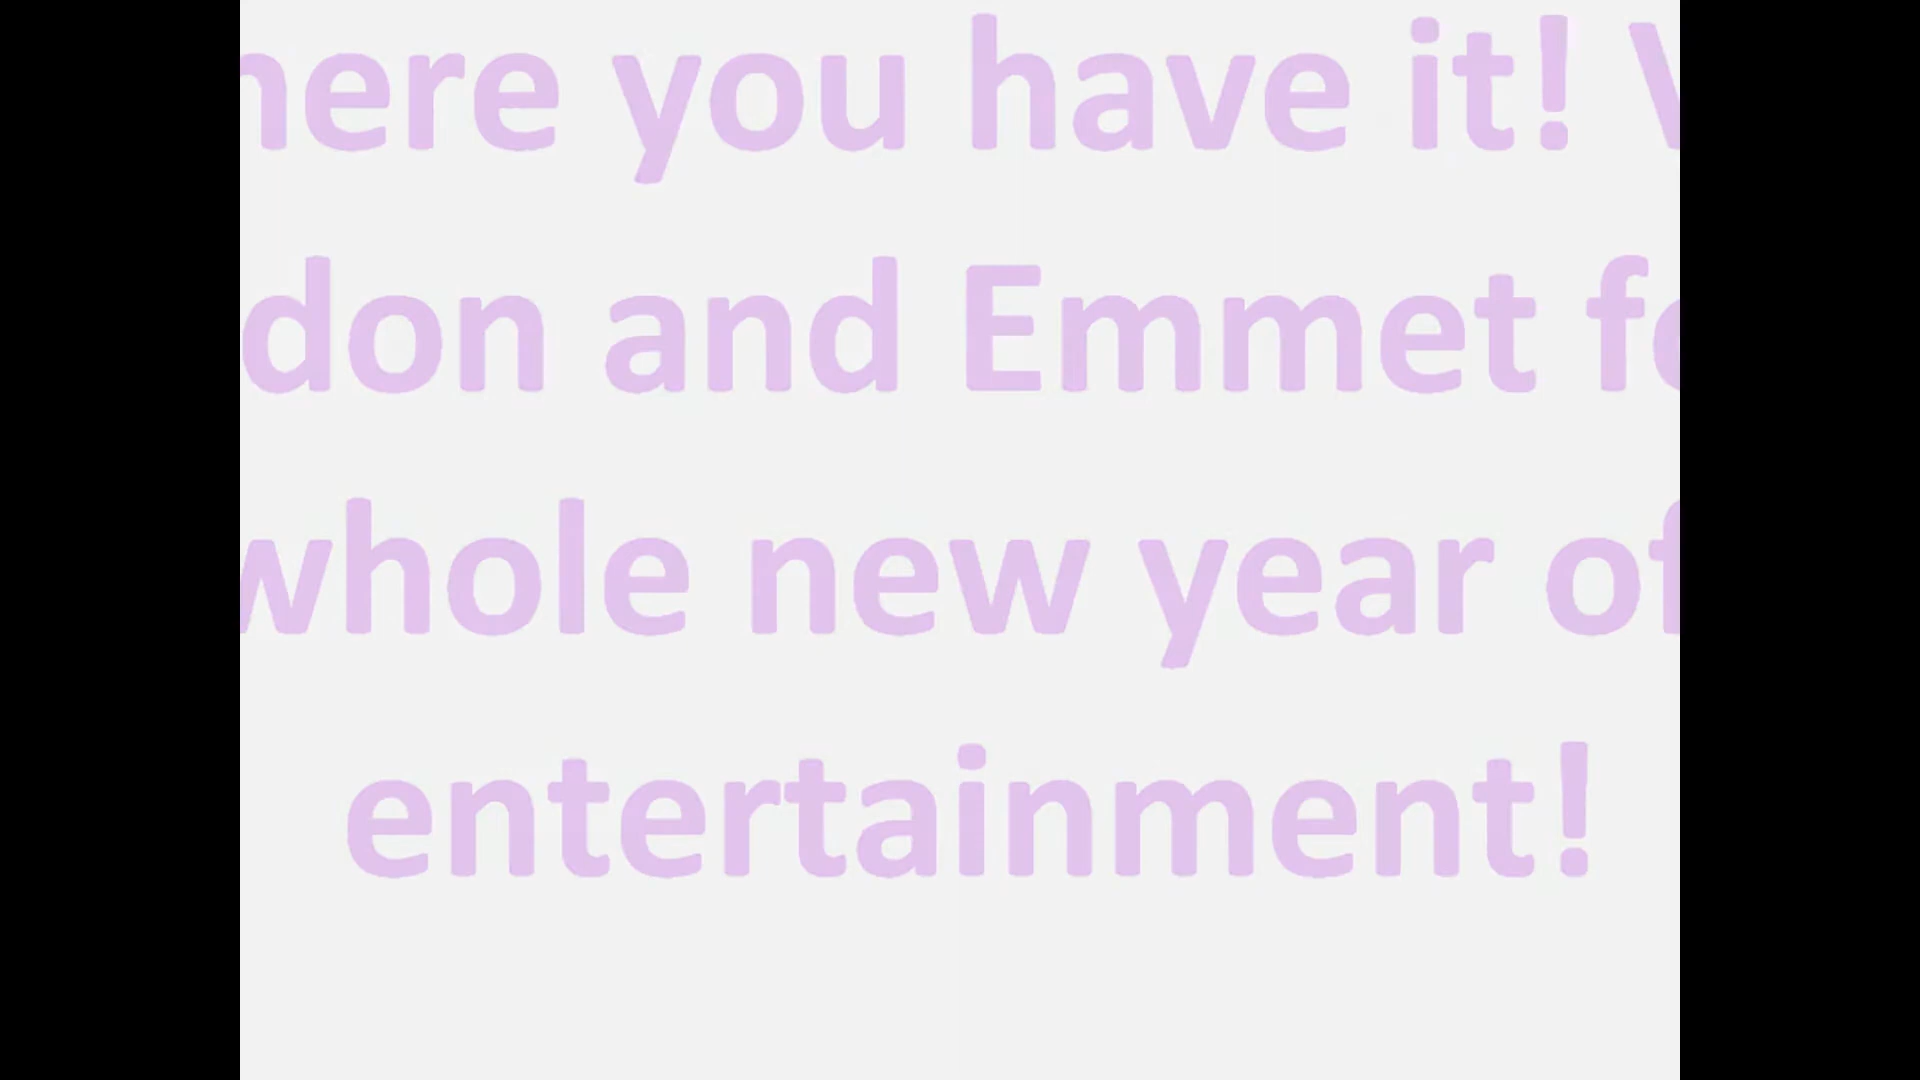 here you have it!
don and Emmet
whole new year of
entertainment!